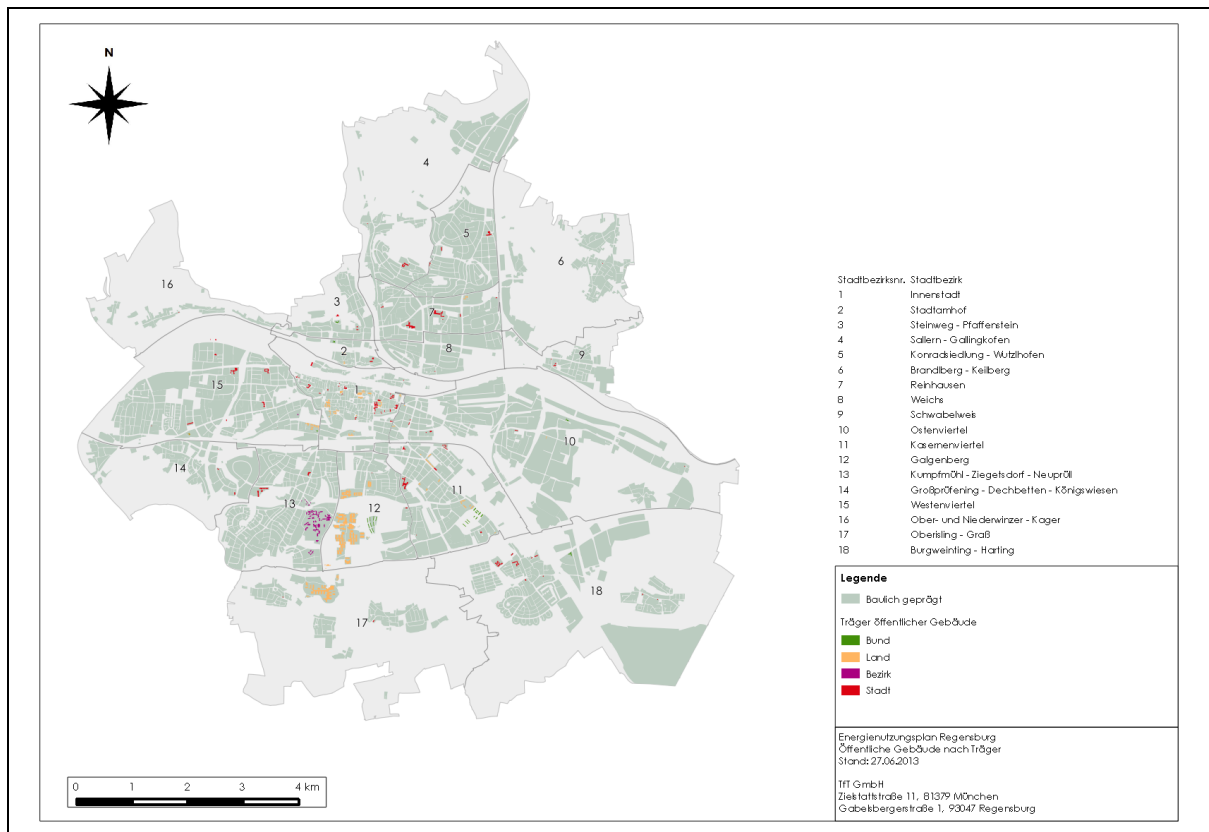 N
4
5
6
16
3
7
2
8
9
15
1
10
14
11
13
12
18
17
Stadtbezirksnr. Stadtbezirk
1 Innenstadt
2 Stadtamhof
3 Steinweg - Pfaffenstein
4 Sallern - Gallingkofen
5 Konradsiedlung - Wutzlhofen
6 Brandlberg - Keilberg
7 Reinhausen
8 Weichs
9 Schwabelweis
10 Ostenviertel
11 Kasernenviertel
12 Galgenberg
13 Kumpfmühl - Ziegetsdorf - Neuprüll
14 Großprüfening - Dechbetten - Königswiesen
15 Westenviertel
16 Ober- und Niederwinzer - Kager
17 Oberisling - Graß
18 Burgweinting - Harting
Legende
Baulich geprägt
Träger öffentlicher Gebäude
Bund
Land
Bezirk
Stadt
Energienutzungsplan Regensburg
Öffentliche Gebäude nach Träger
Stand: 27.06.2013
TfT GmbH
Zielstattstraße 11, 81379 München
Gabelsbergerstraße 1, 93047 Regensburg
0 1 2 3 4 km